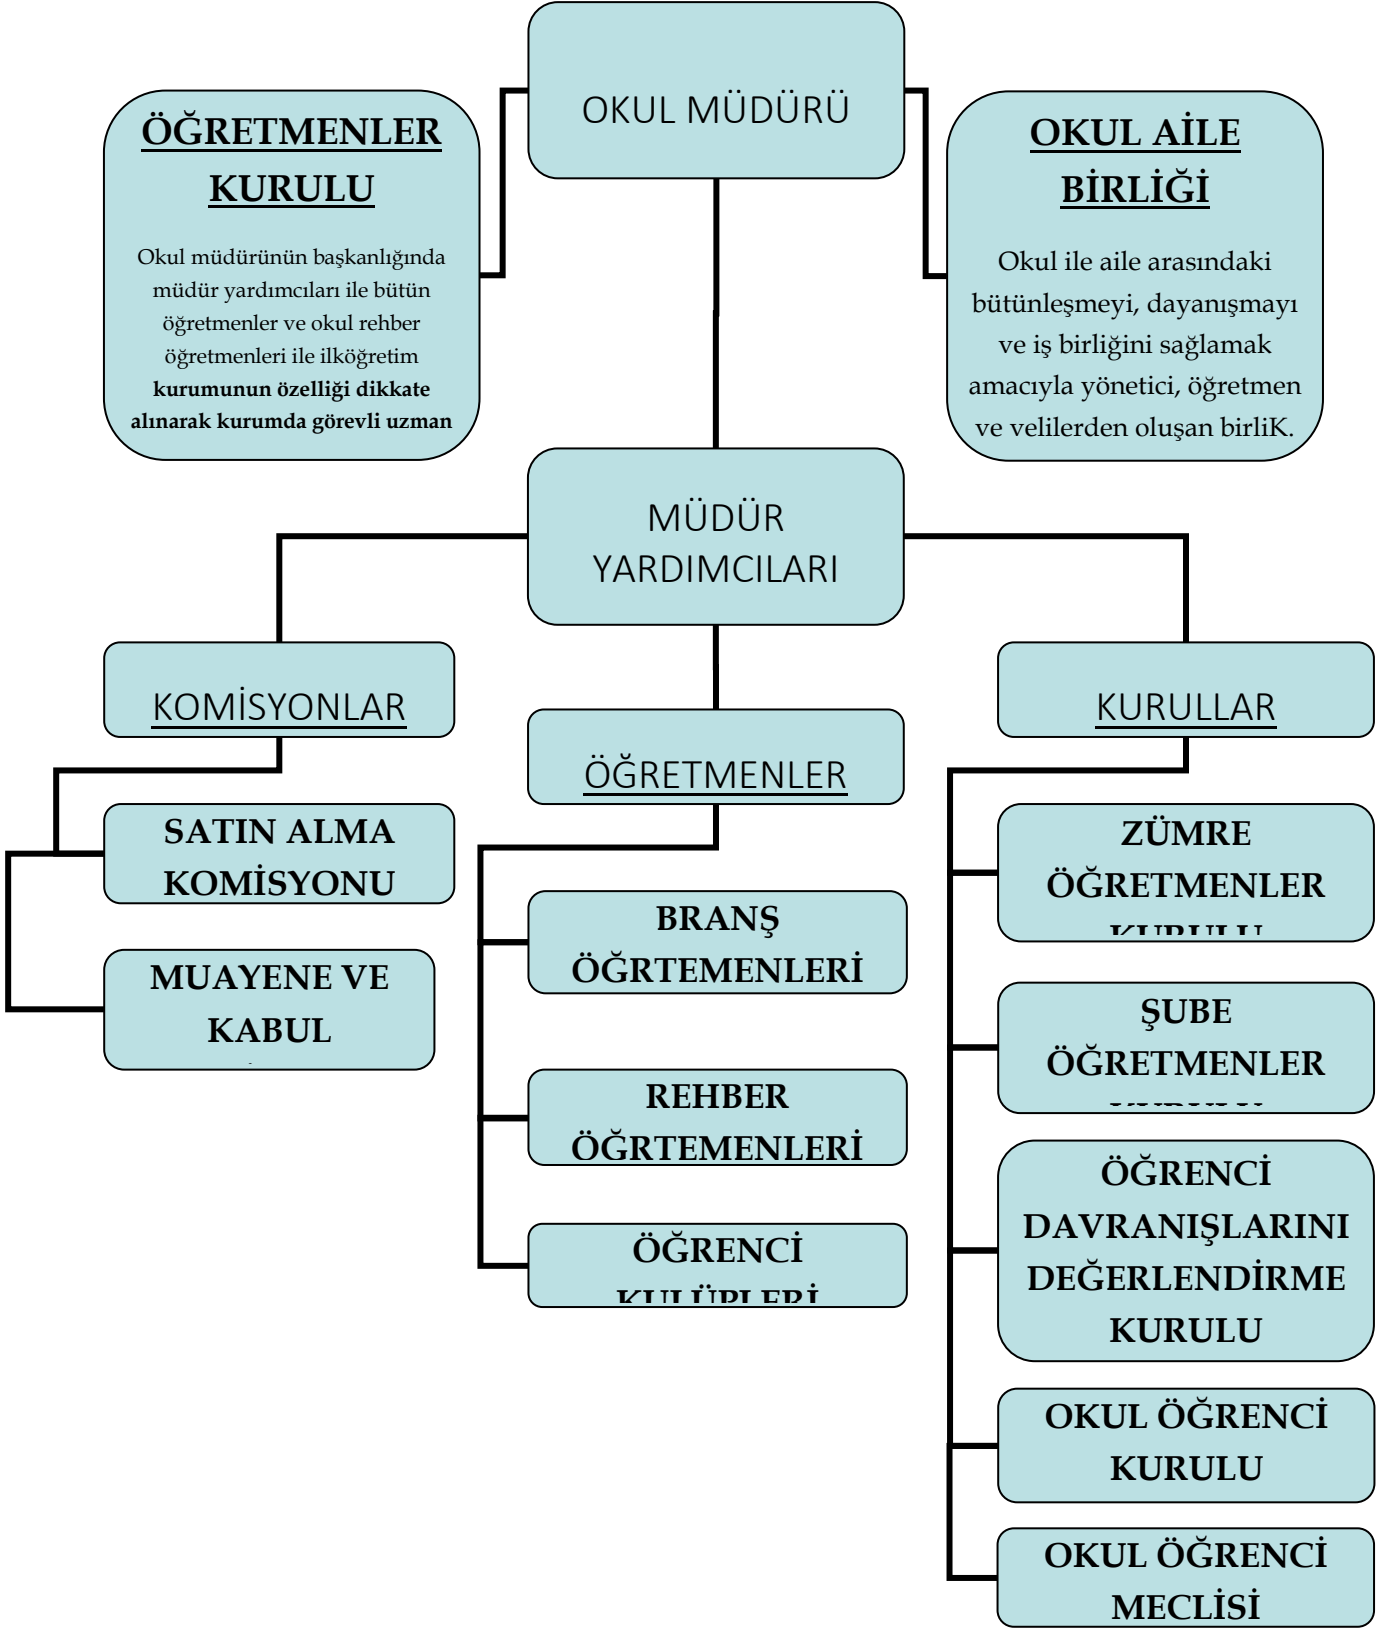 OKUL MÜDÜRÜ
ÖĞRETMENLER
KURULU
Okul müdürünün başkanlığında
müdür yardımcıları ile bütün
öğretmenler ve okul rehber
öğretmenleri ile ilköğretim
kurumunun özelliği dikkate
alınarak kurumda görevli uzman
OKUL AİLE
BİRLİĞİ
Okul ile aile arasındaki
bütünleşmeyi, dayanışmayı
ve iş birliğini sağlamak
amacıyla yönetici, öğretmen
ve velilerden oluşan birliK.
MÜDÜR
YARDIMCILARI
KOMİSYONLAR
SATIN ALMA
KOMİSYONU
MUAYENE VE
KABUL
ÖĞRETMENLER
BRANŞ
ÖĞRTEMENLERİ
REHBER
ÖĞRTEMENLERİ
ÖĞRENCİ
KULÜPLERİ
KURULLAR
ZÜMRE
ÖĞRETMENLER
KURULU
ŞUBE
ÖĞRETMENLER
KURULU
ÖĞRENCİ
DAVRANIŞLARINI
DEĞERLENDİRME
KURULU
OKUL ÖĞRENCİ
KURULU
OKUL ÖĞRENCİ
MECLİSİ